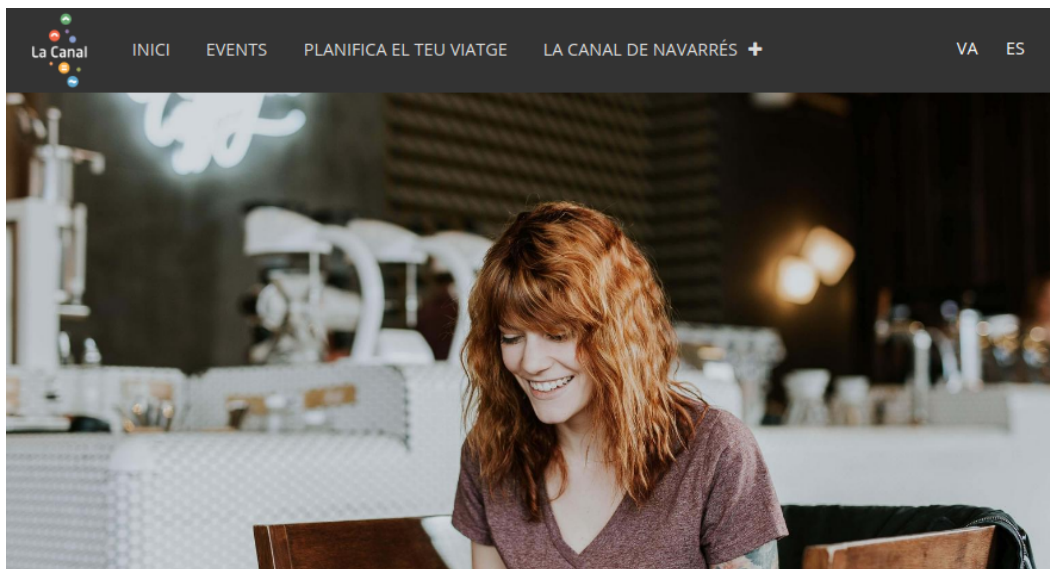 La Canal
INICI EVENTS PLANIFICA EL TEU VIATGE LA CANAL DE NAVARRÉS + VA ES